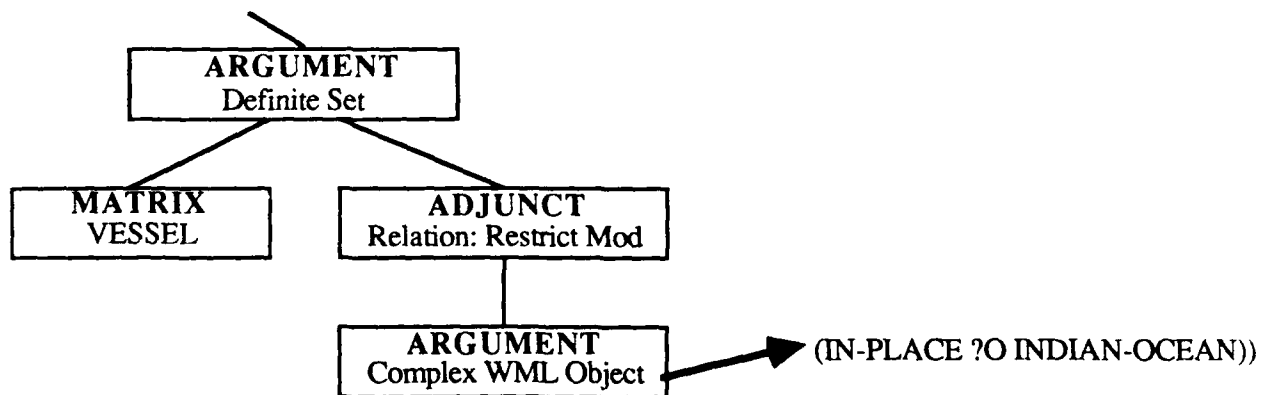 ARGUMENT
Definite Set
MATRIX
VESSEL
ADJUNCT
Relation: Restrict Mod
ARGUMENT
Complex WML Object
(IN-PLACE ?O INDIAN-OCEAN))